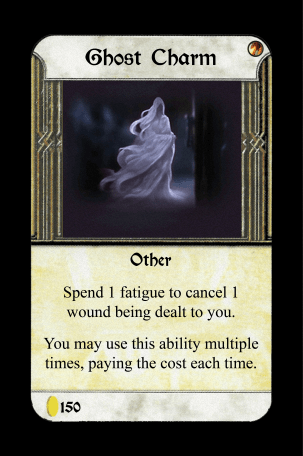 Ghost Charm
Other
Spend 1 fatigue to cancel 1
wound being dealt to you.
You may use this ability multiple
times, paying the cost each time.
150